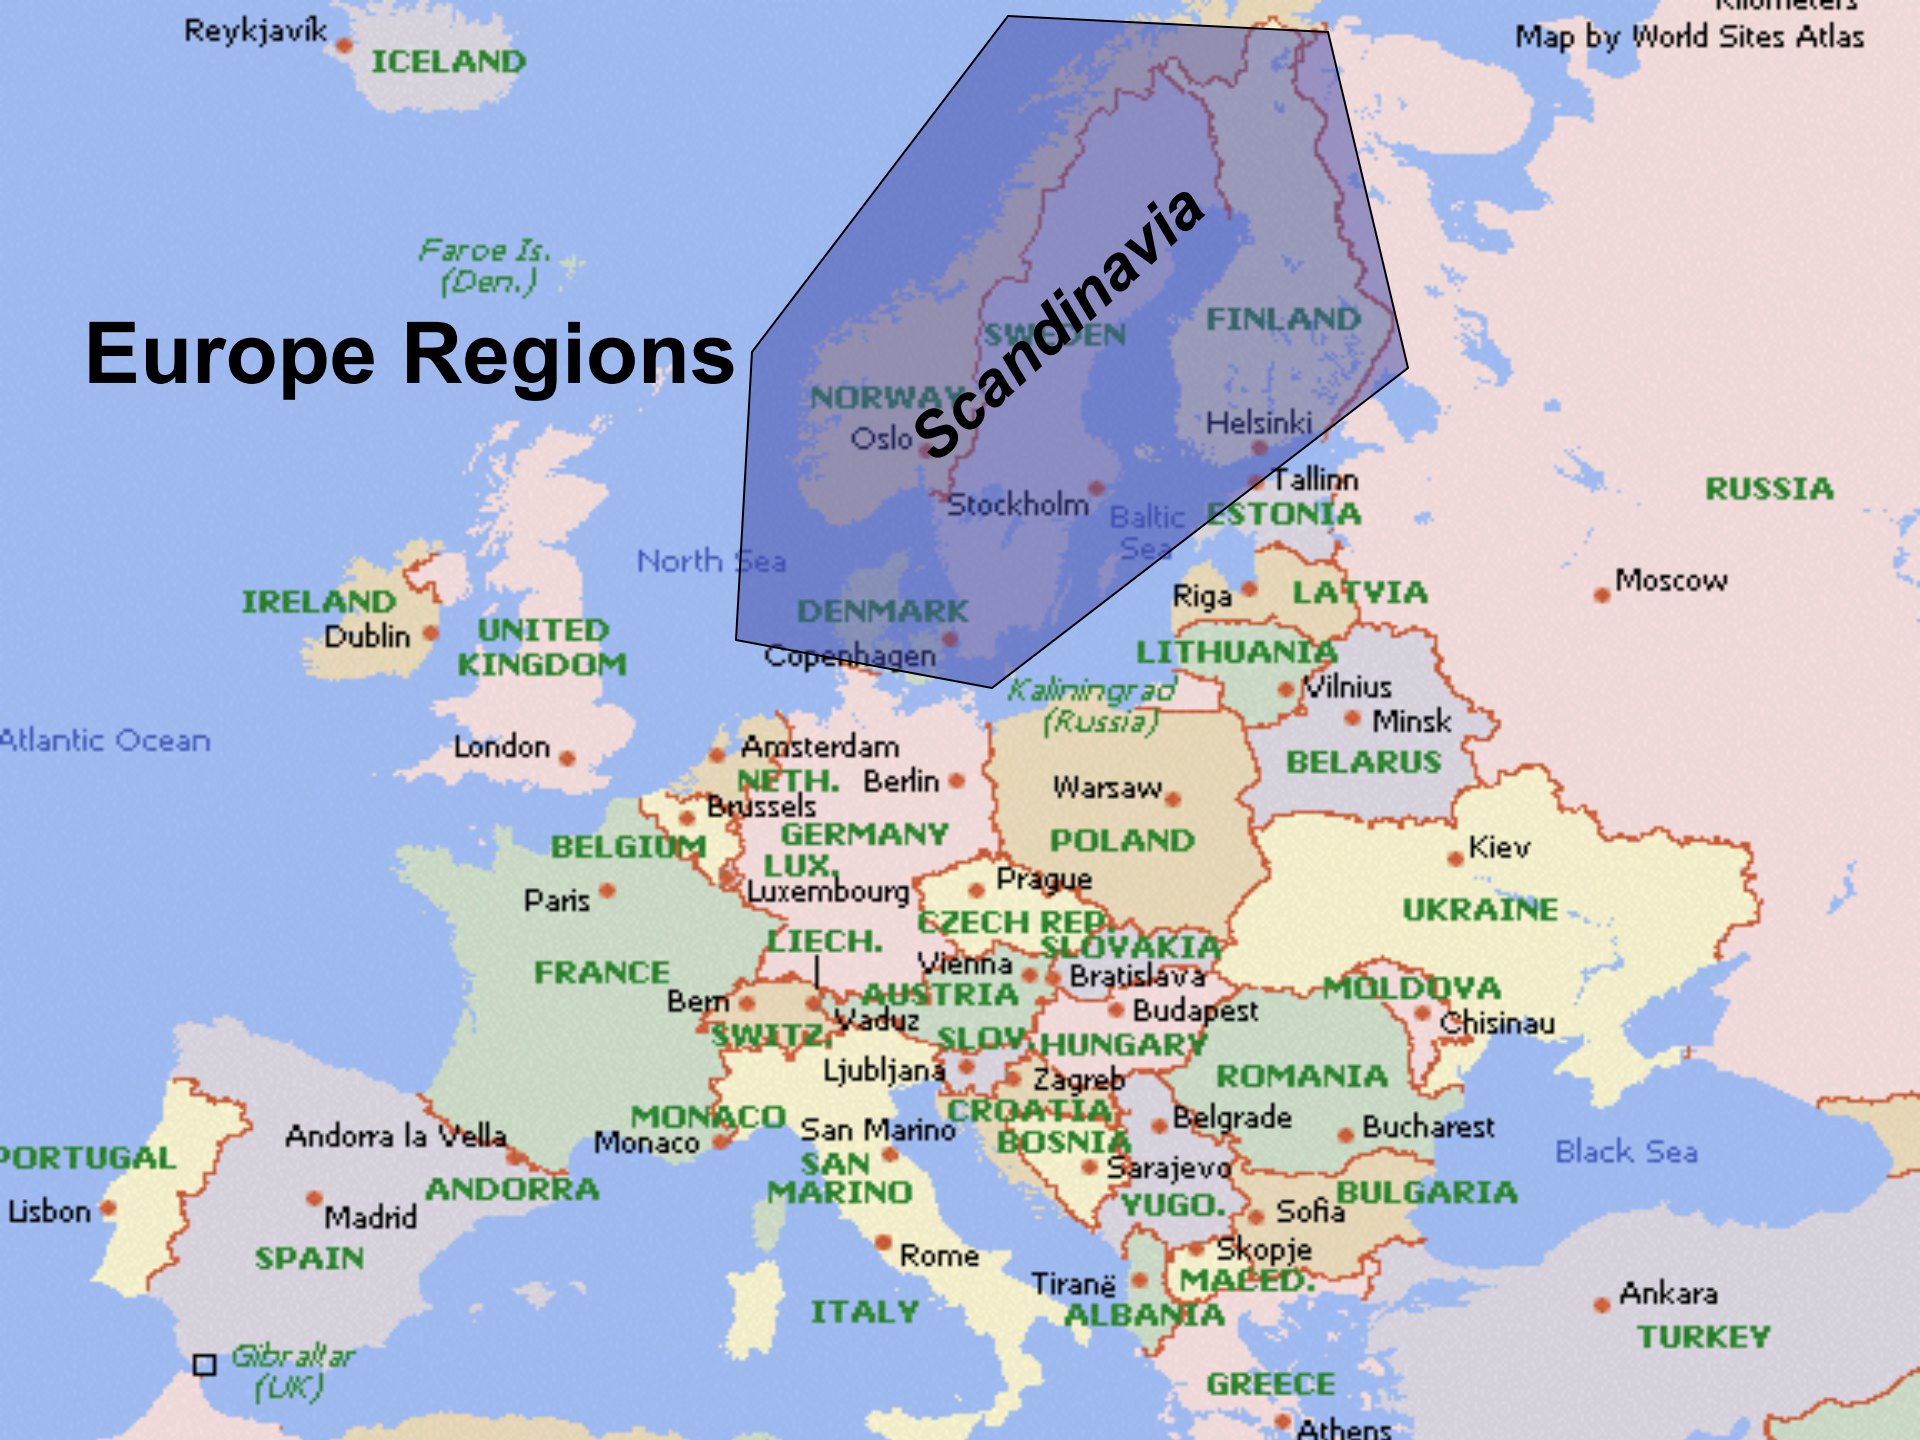 Kilometers
Map by World Sites Atlas
Reykjavík
ICELAND
Faroe Is.
(Den.)
Europe Regions
Scandinavia
SWEDEN
FINLAND
NORWAY
Oslo
Helsinki
Stockholm
Tallinn
Baltic
Sea
ESTONIA
RUSSIA
North Sea
Moscow
IRELAND
Dublin
UNITED
KINGDOM
DENMARK
Copenhagen
Riga
LATVIA
LITHUANIA
Kaliningrad
(Russia)
Vilnius
Minsk
BELARUS
Atlantic Ocean
London
Amsterdam
NETH.
Berlin
Warsaw
POLAND
Brussels
BELGIUM
GERMANY
LUX.
Luxembourg
Kiev
UKRAINE
Paris
Prague
CZECH REP.
SLOVAKIA
LIECH.
FRANCE
Vienna
Bratislava
Bern
AUSTRIA
MOLDOVA
Vaduz
Budapest
Chisinau
SWITZ.
SLOV.
HUNGARY
Ljubljana
Zagreb
ROMANIA
MONACO
Monaco
CROATIA
Belgrade
Bucharest
Andorra la Vella
San Marino
BOSNIA
Black Sea
PORTUGAL
SAN
MARINO
Sarajevo
ANDORRA
YUGO.
BULGARIA
Lisbon
Madrid
Sofia
SPAIN
Rome
Skopje
Tiranë
MACED.
Ankara
ITALY
ALBANIA
TURKEY
Gibraltar
(UK)
GREECE
Athens